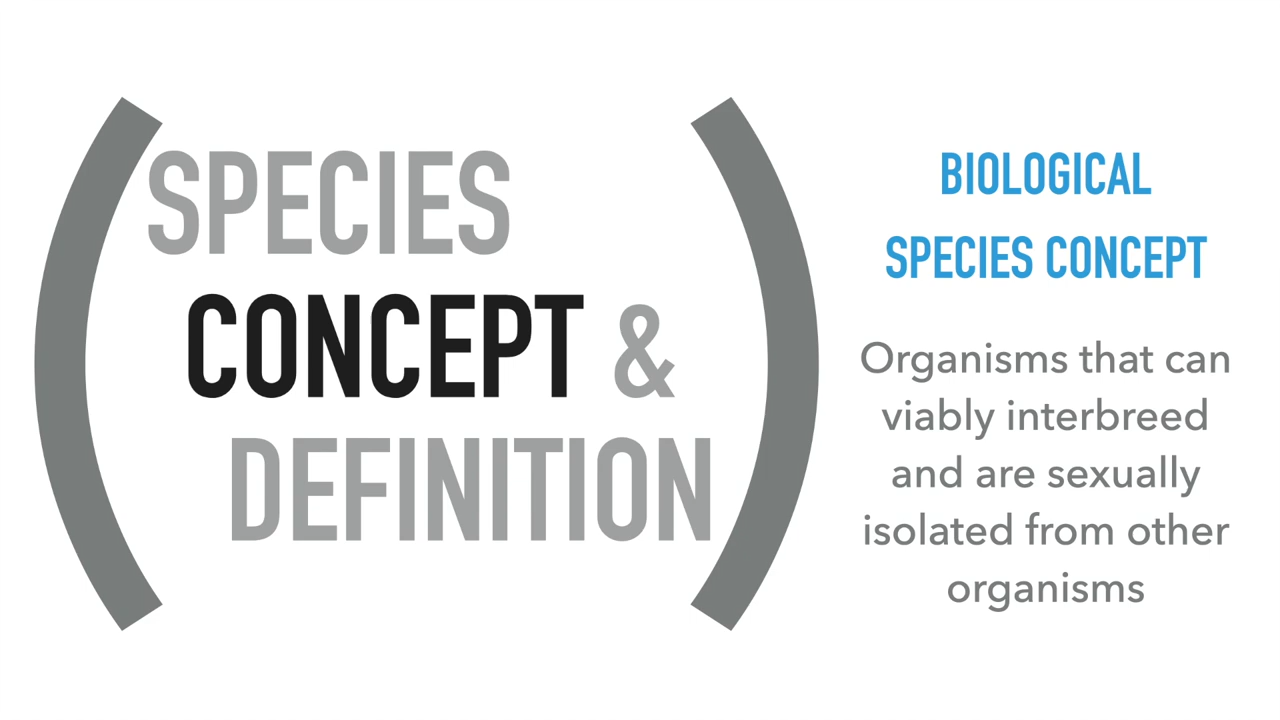 SPECIES
CONCEPT &
DEFINITION
BIOLOGICAL
SPECIES CONCEPT
Organisms that can
viably interbreed
and are sexually
isolated from other
organisms